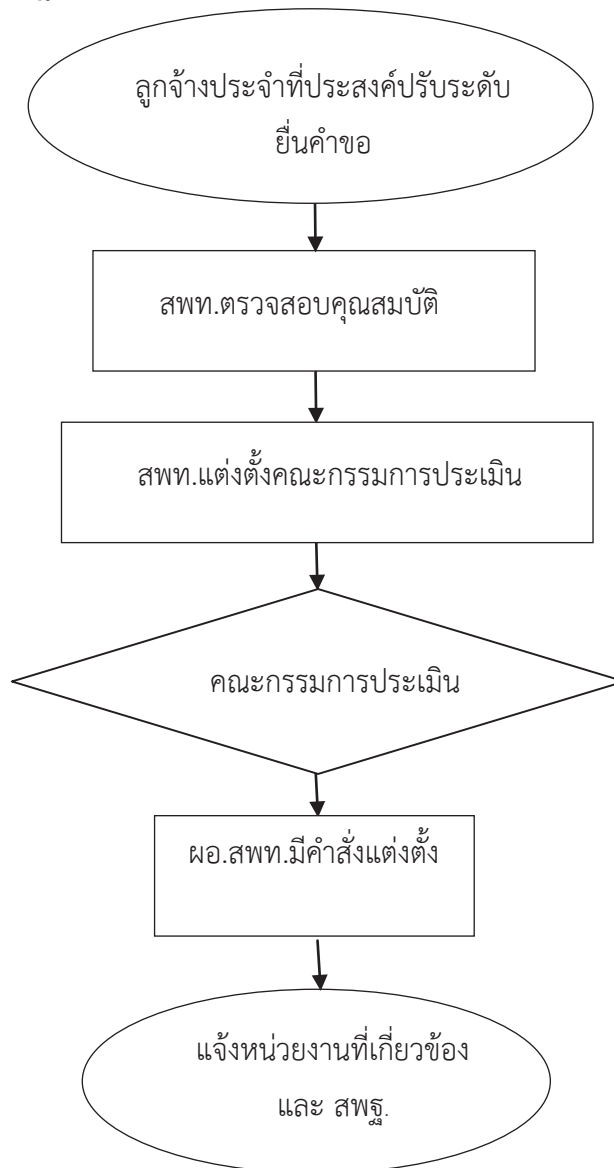 ลูกจ้างประจำที่ประสงค์ปรับระดับ
ยื่นคำขอ
สพท.ตรวจสอบคุณสมบัติ
สพท.แต่งตั้งคณะกรรมการประเมิน
คณะกรรมการประเมิน
ผอ.สพท.มีคำสั่งแต่งตั้ง
แจ้งหน่วยงานที่เกี่ยวข้อง
และ สพฐ.